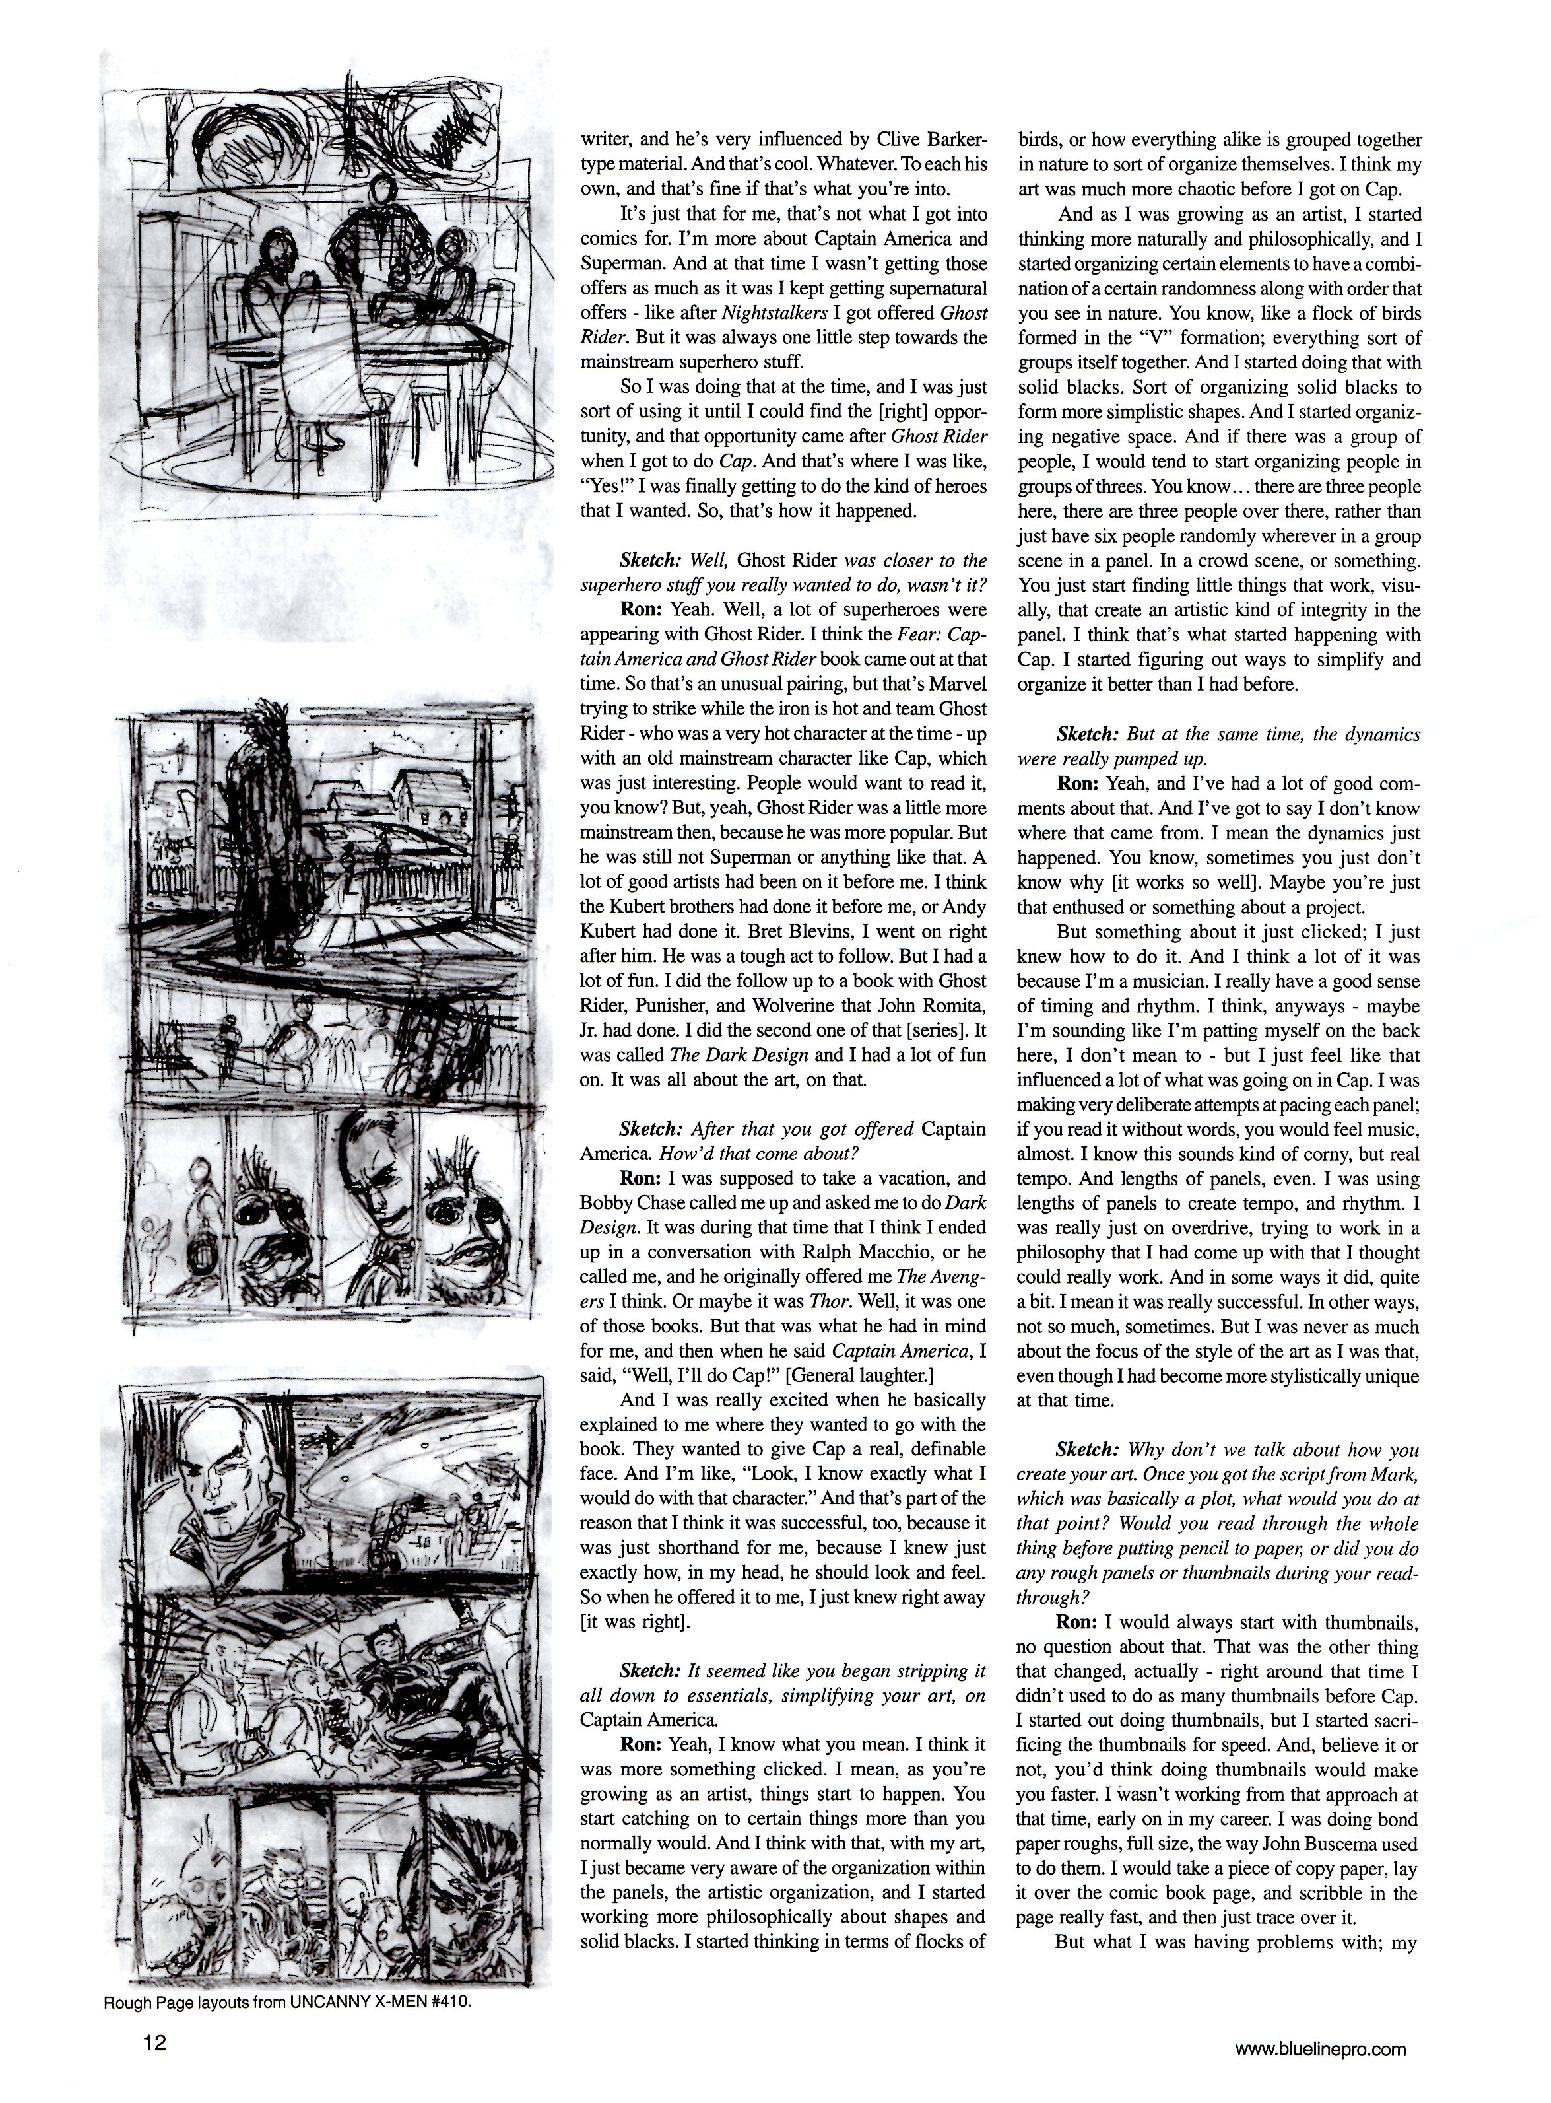 writer, and he's very influenced by Clive Barker-
type material. And that's cool. Whatever. To each his
own, and that's fine if that's what you're into.
It's just that for me, that's not what I got into
comics for. I'm more about Captain America and
Superman. And at that time I wasn't getting those
offers as much as it was I kept getting supernatural
offers - like after Nightstalkers I got offered Ghost
Rider. But it was always one little step towards the
mainstream superhero stuff.
So I was doing that at the time, and I was just
sort of using it until I could find the [right] oppor-
tunity, and that opportunity came after Ghost Rider
when I got to do Cap. And that's where I was like,
“Yes!” I was finally getting to do the kind of heroes
that I wanted. So, that's how it happened.
Sketch: Well, Ghost Rider was closer to the
superhero stuff you really wanted to do, wasn't it?
Ron: Yeah. Well, a lot of superheroes were
appearing with Ghost Rider. I think the Fear: Cap-
tain America and Ghost Rider book came out at that
time. So that's an unusual pairing, but that's Marvel
trying to strike while the iron is hot and team Ghost
Rider - who was a very hot character at the time - up
with an old mainstream character like Cap, which
was just interesting. People would want to read it,
you know? But, yeah, Ghost Rider was a little more
mainstream then, because he was more popular. But
he was still not Superman or anything like that. A
lot of good artists had been on it before me. I think
the Kubert brothers had done it before me, or Andy
Kubert had done it. Bret Blevins, I went on right
after him. He was a tough act to follow. But I had a
lot of fun. I did the follow up to a book with Ghost
Rider, Punisher, and Wolverine that John Romita,
Jr. had done. I did the second one of that [series]. It
was called The Dark Design and I had a lot of fun
on. It was all about the art, on that.
Sketch: After that you got offered Captain
America. How'd that come about?
Ron: I was supposed to take a vacation, and
Bobby Chase called me up and asked me to do Dark
Design. It was during that time that I think I ended
up in a conversation with Ralph Macchio, or he
called me, and he originally offered me The Aveng-
ers I think. Or maybe it was Thor. Well, it was one
of those books. But that was what he had in mind
for me, and then when he said Captain America, I
said, “Well, I'll do Cap!” [General laughter.]
And I was really excited when he basically
explained to me where they wanted to go with the
book. They wanted to give Cap a real, definable
face. And I'm like, “Look, I know exactly what I
would do with that character.” And that's part of the
reason that I think it was successful, too, because it
was just shorthand for me, because I knew just
exactly how, in my head, he should look and feel.
So when he offered it to me, I just knew right away
[it was right].
Sketch: It seemed like you began stripping it
all down to essentials, simplifying your art, on
Captain America.
Ron: Yeah, I know what you mean. I think it
was more something clicked. I mean, as you're
growing as an artist, things start to happen. You
start catching on to certain things more than you
normally would. And I think with that, with my art,
I just became very aware of the organization within
the panels, the artistic organization, and I started
working more philosophically about shapes and
solid blacks. I started thinking in terms of flocks of
birds, or how everything alike is grouped together
in nature to sort of organize themselves. I think my
art was much more chaotic before I got on Cap.
And as I was growing as an artist, I started
thinking more naturally and philosophically, and I
started organizing certain elements to have a combi-
nation of a certain randomness along with order that
you see in nature. You know, like a flock of birds
formed in the “V” formation; everything sort of
groups itself together. And I started doing that with
solid blacks. Sort of organizing solid blacks to
form more simplistic shapes. And I started organiz-
ing negative space. And if there was a group of
people, I would tend to start organizing people in
groups of threes. You know... there are three people
here, there are three people over there, rather than
just have six people randomly wherever in a group
scene in a panel. In a crowd scene, or something.
You just start finding little things that work, visu-
ally, that create an artistic kind of integrity in the
panel. I think that's what started happening with
Cap. I started figuring out ways to simplify and
organize it better than I had before.
Sketch: But at the same time, the dynamics
were really pumped up.
Ron: Yeah, and I've had a lot of good com-
ments about that. And I've got to say I don't know
where that came from. I mean the dynamics just
happened. You know, sometimes you just don't
know why [it works so well]. Maybe you're just
that enthused or something about a project.
But something about it just clicked; I just
knew how to do it. And I think a lot of it was
because I'm a musician. I really have a good sense
of timing and rhythm. I think, anyways - maybe
I'm sounding like I'm patting myself on the back
here, I don't mean to - but I just feel like that
influenced a lot of what was going on in Cap. I was
making very deliberate attempts at pacing each panel;
if you read it without words, you would feel music,
almost. I know this sounds kind of corny, but real
tempo. And lengths of panels, even. I was using
lengths of panels to create tempo, and rhythm. I
was really just on overdrive, trying to work in a
philosophy that I had come up with that I thought
could really work. And in some ways it did, quite
a bit. I mean it was really successful. In other ways,
not so much, sometimes. But I was never as much
about the focus of the style of the art as I was that,
even though I had become more stylistically unique
at that time.
Sketch: Why don't we talk about how you
create your art. Once you got the script from Mark,
which was basically a plot, what would you do at
that point? Would you read through the whole
thing before putting pencil to paper, or did you do
any rough panels or thumbnails during your read-
through?
Ron: I would always start with thumbnails,
no question about that. That was the other thing
that changed, actually - right around that time I
didn't used to do as many thumbnails before Cap.
I started out doing thumbnails, but I started sacri-
ficing the thumbnails for speed. And, believe it or
not, you'd think doing thumbnails would make
you faster. I wasn't working from that approach at
that time, early on in my career. I was doing bond
paper roughs, full size, the way John Buscema used
to do them. I would take a piece of copy paper, lay
it over the comic book page, and scribble in the
page really fast, and then just trace over it.
But what I was having problems with; my
Rough Page layouts from UNCANNY X-MEN #410.
12
www.bluelinepro.com